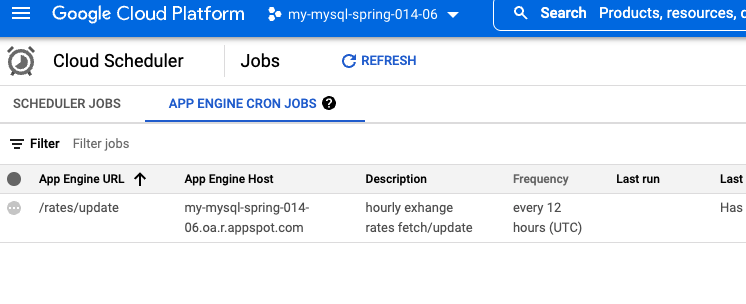 Google Cloud Platform my-mysql-spring-014-06 Search Products, resources,
Cloud Scheduler Jobs REFRESH
SCHEDULER JOBS APP ENGINE CRON JOBS ?
Filter Filter jobs
App Engine URL App Engine Host Description Frequency Last run Last
/rates/update my-mysql-spring-014- hourly exhange every 12 Has
06.oa.r.appspot.com rates fetch/update hours (UTC)